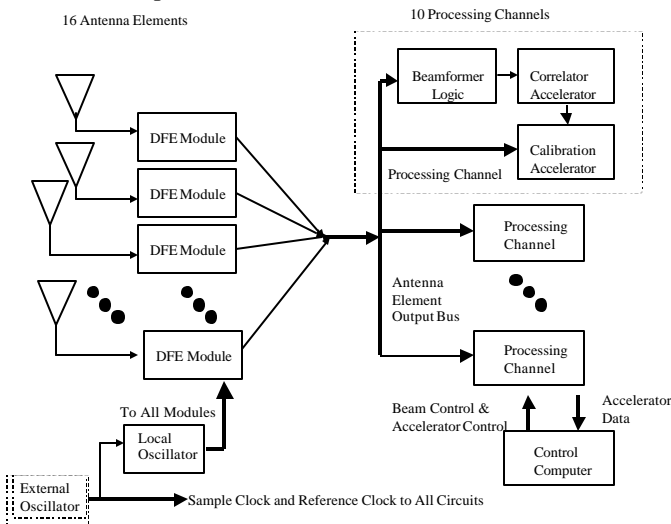 16 Antenna Elements
10 Processing Channels
Beamformer
Logic
Correlator
Accelerator
DFE Module
Calibration
Accelerator
Processing Channel
DFE Module
DFE Module
Processing
Channel
Antenna
Element
Output Bus
DFE Module
Processing
Channel
To All Modules
Beam Control &
Accelerator Control
Accelerator
Data
Local
Oscillator
Control
Computer
External
Oscillator
Sample Clock and Reference Clock to All Circuits